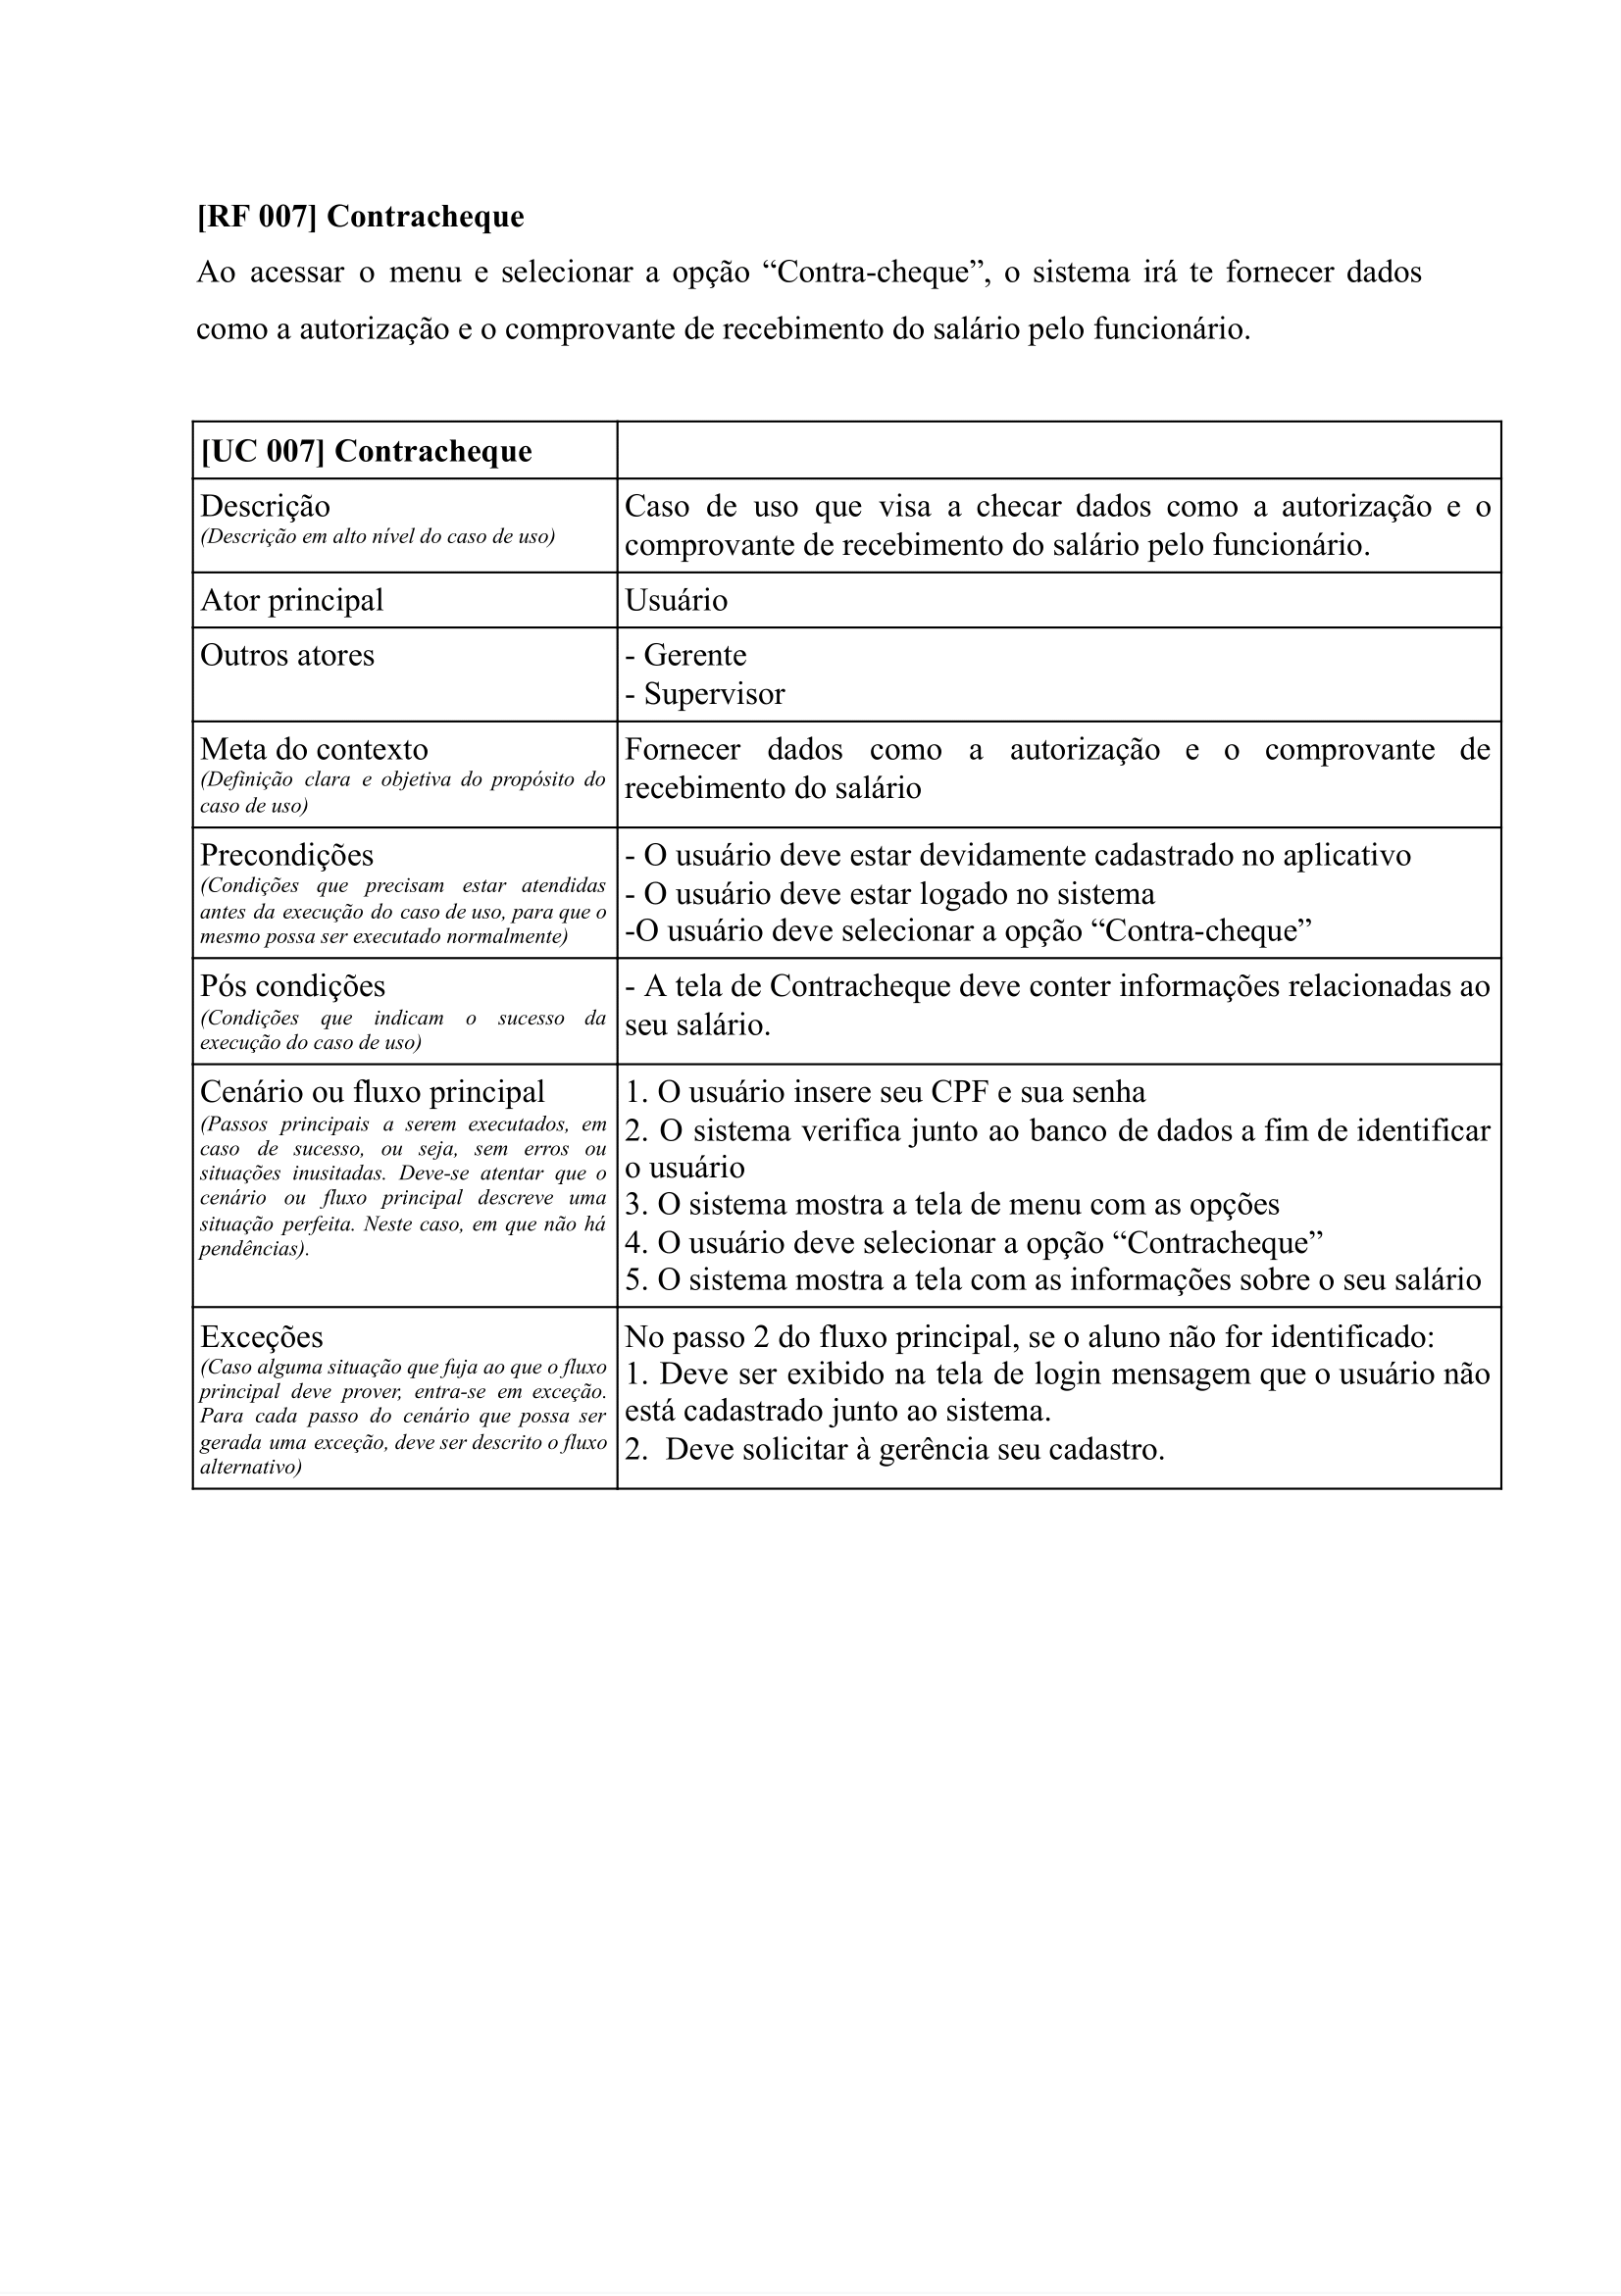 [RF 007] Contracheque
Ao acessar o menu e selecionar a opção “Contra-cheque”, o sistema irá te fornecer dados
como a autorização e o comprovante de recebimento do salário pelo funcionário.
[UC 007] Contracheque
Descrição
(Descrição em alto nível do caso de uso)
Caso de uso que visa a checar dados como a autorização e o
comprovante de recebimento do salário pelo funcionário.
Ator principal
Usuário
Outros atores
- Gerente
- Supervisor
Meta do contexto
(Definição clara e objetiva do propósito do
caso de uso)
Fornecer dados como a autorização e o comprovante de
recebimento do salário
Precondições
(Condições que precisam estar atendidas
antes da execução do caso de uso, para que o
mesmo possa ser executado normalmente)
- O usuário deve estar devidamente cadastrado no aplicativo
- O usuário deve estar logado no sistema
-O usuário deve selecionar a opção “Contra-cheque”
Pós condições
(Condições que indicam o sucesso da
execução do caso de uso)
- A tela de Contracheque deve conter informações relacionadas ao
seu salário.
Cenário ou fluxo principal
(Passos principais a serem executados, em
caso de sucesso, ou seja, sem erros ou
situações inusitadas. Deve-se atentar que o
cenário ou fluxo principal descreve uma
situação perfeita. Neste caso, em que não há
pendências).
1. O usuário insere seu CPF e sua senha
2. O sistema verifica junto ao banco de dados a fim de identificar
o usuário
3. O sistema mostra a tela de menu com as opções
4. O usuário deve selecionar a opção “Contracheque”
5. O sistema mostra a tela com as informações sobre o seu salário
Exceções
(Caso alguma situação que fuja ao que o fluxo
principal deve prover, entra-se em exceção.
Para cada passo do cenário que possa ser
gerada uma exceção, deve ser descrito o fluxo
alternativo)
No passo 2 do fluxo principal, se o aluno não for identificado:
1. Deve ser exibido na tela de login mensagem que o usuário não
está cadastrado junto ao sistema.
2. Deve solicitar à gerência seu cadastro.